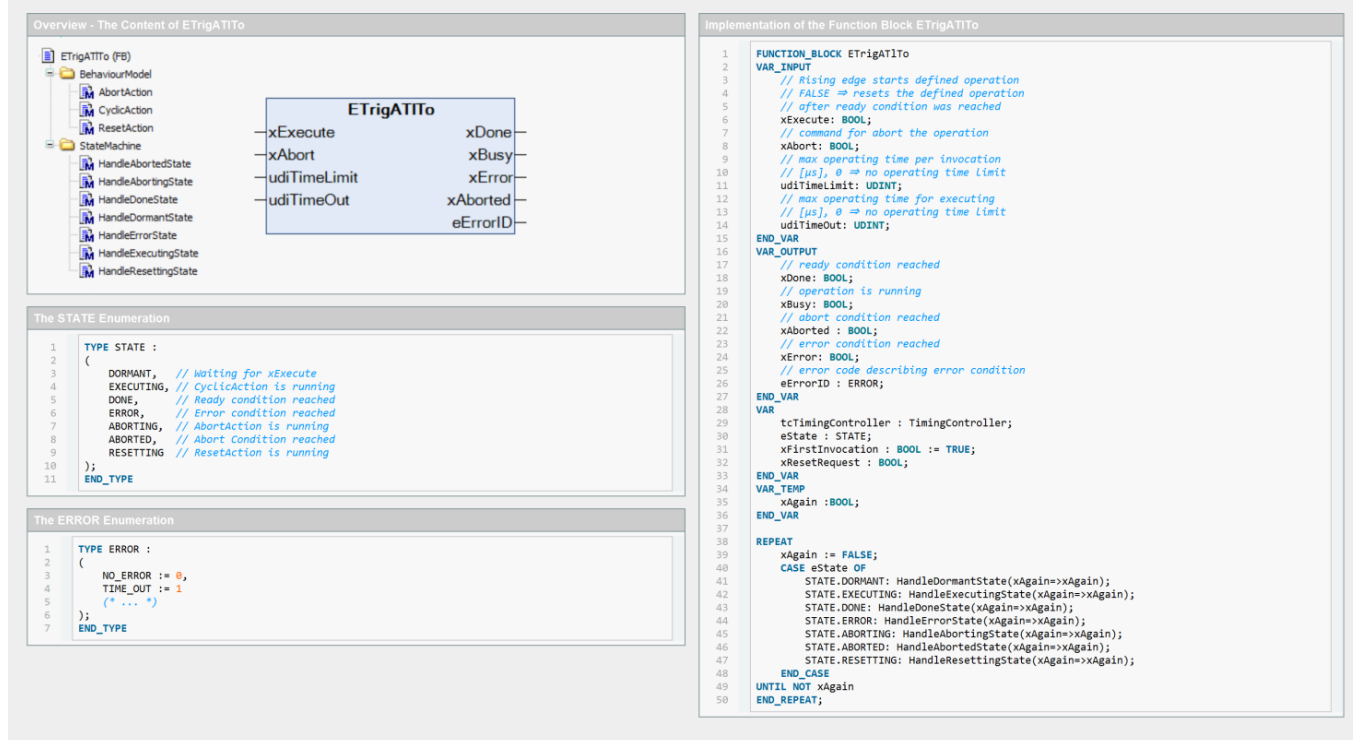 Overview - The Content of ETrigATlTo
ETrigATlTo (FB)
BehaviourModel
AbortAction
CyclicAction
ResetAction
StateMachine
HandleAbortedState
HandleAbortingState
HandleDoneState
HandleDormantState
HandleErrorState
HandleExecutingState
HandleResettingState
ETrigATlTo
xExecute xDone
xAbort xBusy
udiTimeLimit xError
udiTimeOut xAborted
eErrorID
The STATE Enumeration
1 TYPE STATE :
2 (
3 DORMANT, // Waiting for xExecute
4 EXECUTING, // CyclicAction is running
5 DONE, // Ready condition reached
6 ERROR, // Error condition reached
7 ABORTING, // AbortAction is running
8 ABORTED, // Abort Condition reached
9 RESETTING // ResetAction is running
10 );
11 END_TYPE
The ERROR Enumeration
1 TYPE ERROR :
2 (
3 NO_ERROR := 0,
4 TIME_OUT := 1
5 (* ... *)
6 );
7 END_TYPE
Implementation of the Function Block ETrigATlTo
1 FUNCTION_BLOCK ETrigATlTo
2 VAR_INPUT
3 // Rising edge starts defined operation
4 // FALSE ⇒ resets the defined operation
5 // after ready condition was reached
6 xExecute: BOOL;
7 // command for abort the operation
8 xAbort: BOOL;
9 // max operating time per invocation
10 // [µs], 0 ⇒ no operating time limit
11 udiTimeLimit: UDINT;
12 // max operating time for executing
13 // [µs], 0 ⇒ no operating time limit
14 udiTimeOut: UDINT;
15 END_VAR
16 VAR_OUTPUT
17 // ready condition reached
18 xDone: BOOL;
19 // operation is running
20 xBusy: BOOL;
21 // abort condition reached
22 xAborted : BOOL;
23 // error condition reached
24 xError: BOOL;
25 // error code describing error condition
26 eErrorID : ERROR;
27 END_VAR
28 VAR
29 tcTimingController : TimingController;
30 eState : STATE;
31 xFirstInvocation : BOOL := TRUE;
32 xResetRequest : BOOL;
33 END_VAR
34 VAR_TEMP
35 xAgain :BOOL;
36 END_VAR
37
38 REPEAT
39 xAgain := FALSE;
40 CASE eState OF
41 STATE.DORMANT: HandleDormantState(xAgain=>xAgain);
42 STATE.EXECUTING: HandleExecutingState(xAgain=>xAgain);
43 STATE.DONE: HandleDoneState(xAgain=>xAgain);
44 STATE.ERROR: HandleErrorState(xAgain=>xAgain);
45 STATE.ABORTING: HandleAbortingState(xAgain=>xAgain);
46 STATE.ABORTED: HandleAbortedState(xAgain=>xAgain);
47 STATE.RESETTING: HandleResettingState(xAgain=>xAgain);
48 END_CASE
49 UNTIL NOT xAgain
50 END_REPEAT;